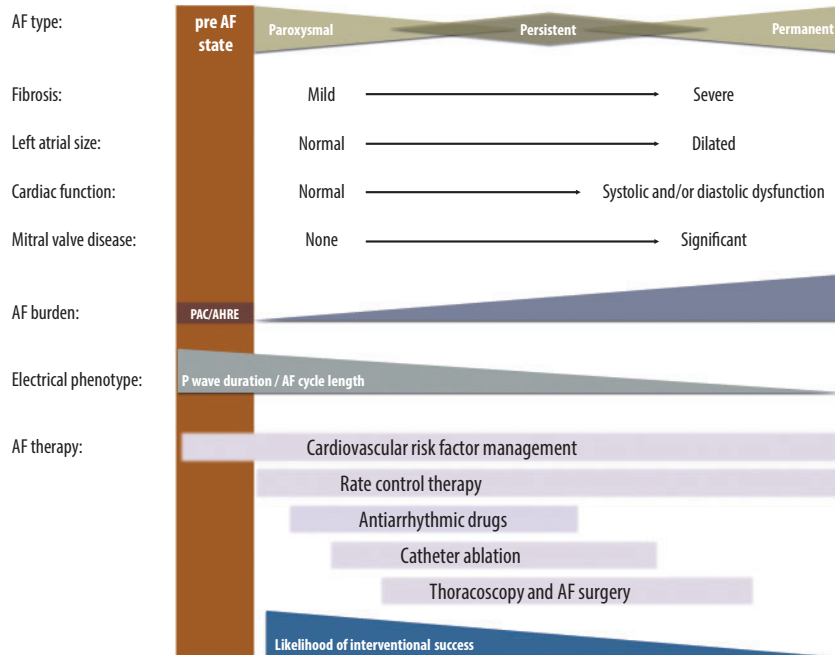 AF type:
pre AF
state
Paroxysmal
Persistent
Permanent
Fibrosis:
Mild
Severe
Left atrial size:
Normal
Dilated
Cardiac function:
Normal
Systolic and/or diastolic dysfunction
Mitral valve disease:
None
Significant
AF burden:
PAC/AHRE
Electrical phenotype:
P wave duration / AF cycle length
AF therapy:
Cardiovascular risk factor management
Rate control therapy
Antiarrhythmic drugs
Catheter ablation
Thoracoscopy and AF surgery
Likelihood of interventional success